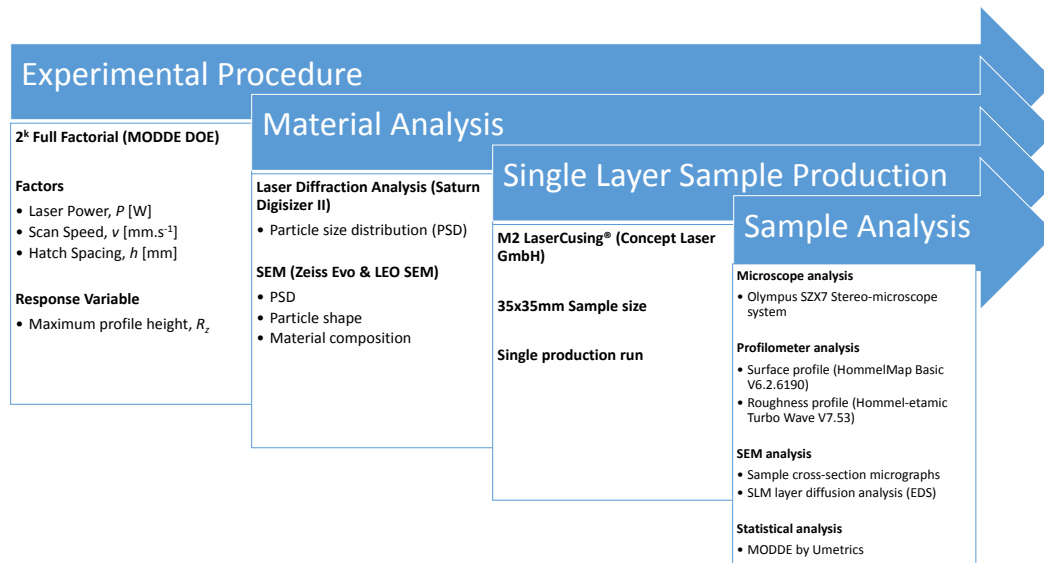 Experimental Procedure
2ᵏ Full Factorial (MODDE DOE)
Factors
• Laser Power, P [W]
• Scan Speed, v [mm.s⁻¹]
• Hatch Spacing, h [mm]
Response Variable
• Maximum profile height, R_z
Material Analysis
Laser Diffraction Analysis (Saturn
Digisizer II)
• Particle size distribution (PSD)
SEM (Zeiss Evo & LEO SEM)
• PSD
• Particle shape
• Material composition
Single Layer Sample Production
M2 LaserCusing® (Concept Laser
GmbH)
35x35mm Sample size
Single production run
Sample Analysis
Microscope analysis
• Olympus SZX7 Stereo-microscope
system
Profilometer analysis
• Surface profile (HommelMap Basic
V6.2.6190)
• Roughness profile (Hommel-etamic
Turbo Wave V7.53)
SEM analysis
• Sample cross-section micrographs
• SLM layer diffusion analysis (EDS)
Statistical analysis
• MODDE by Umetrics